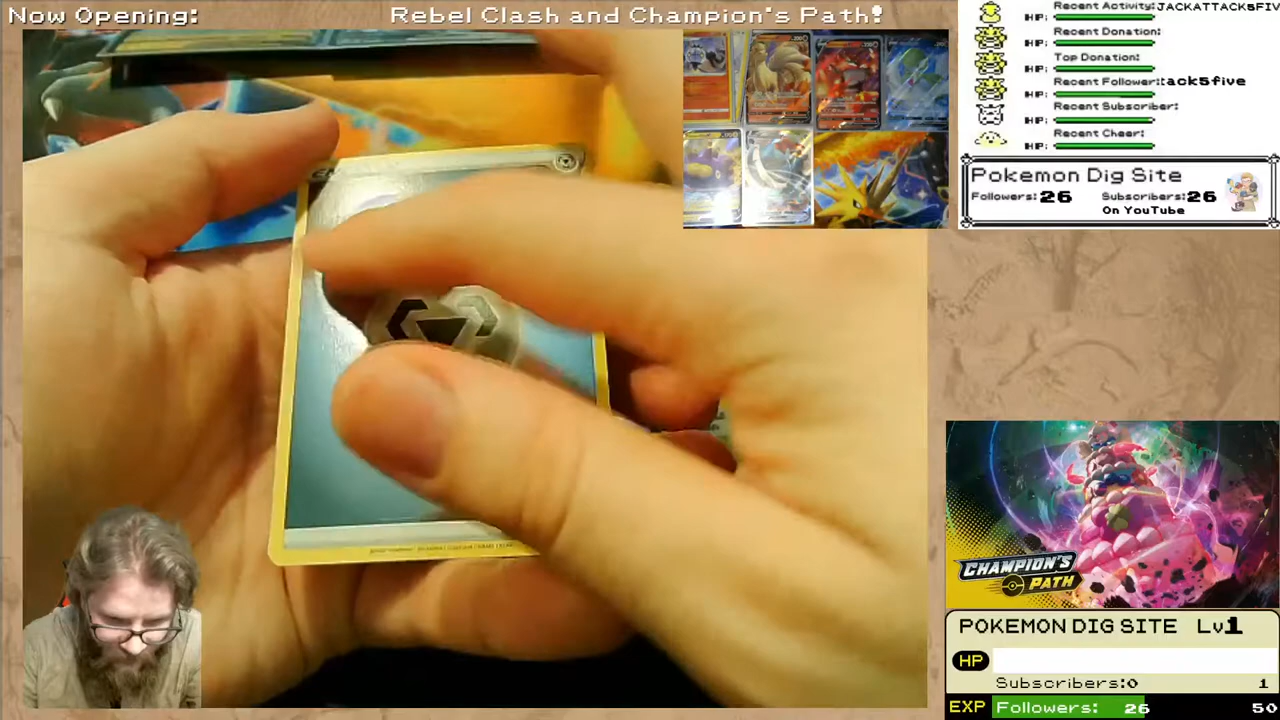 Now Opening:
Rebel Clash and Champion's Path!
Recent Activity:JACKATTACK5FIV
HP:
Recent Donation:
HP:
Top Donation:
HP:
Recent Follower:tack5five
HP:
Recent Subscriber:
HP:
Recent Cheer:
HP:
Pokemon Dig Site
Followers: 26
Subscribers: 26
On YouTube
CHAMPION'S
PATH
POKEMON DIG SITE Lv1
HP
Subscribers:0 1
EXP Followers: 26 50